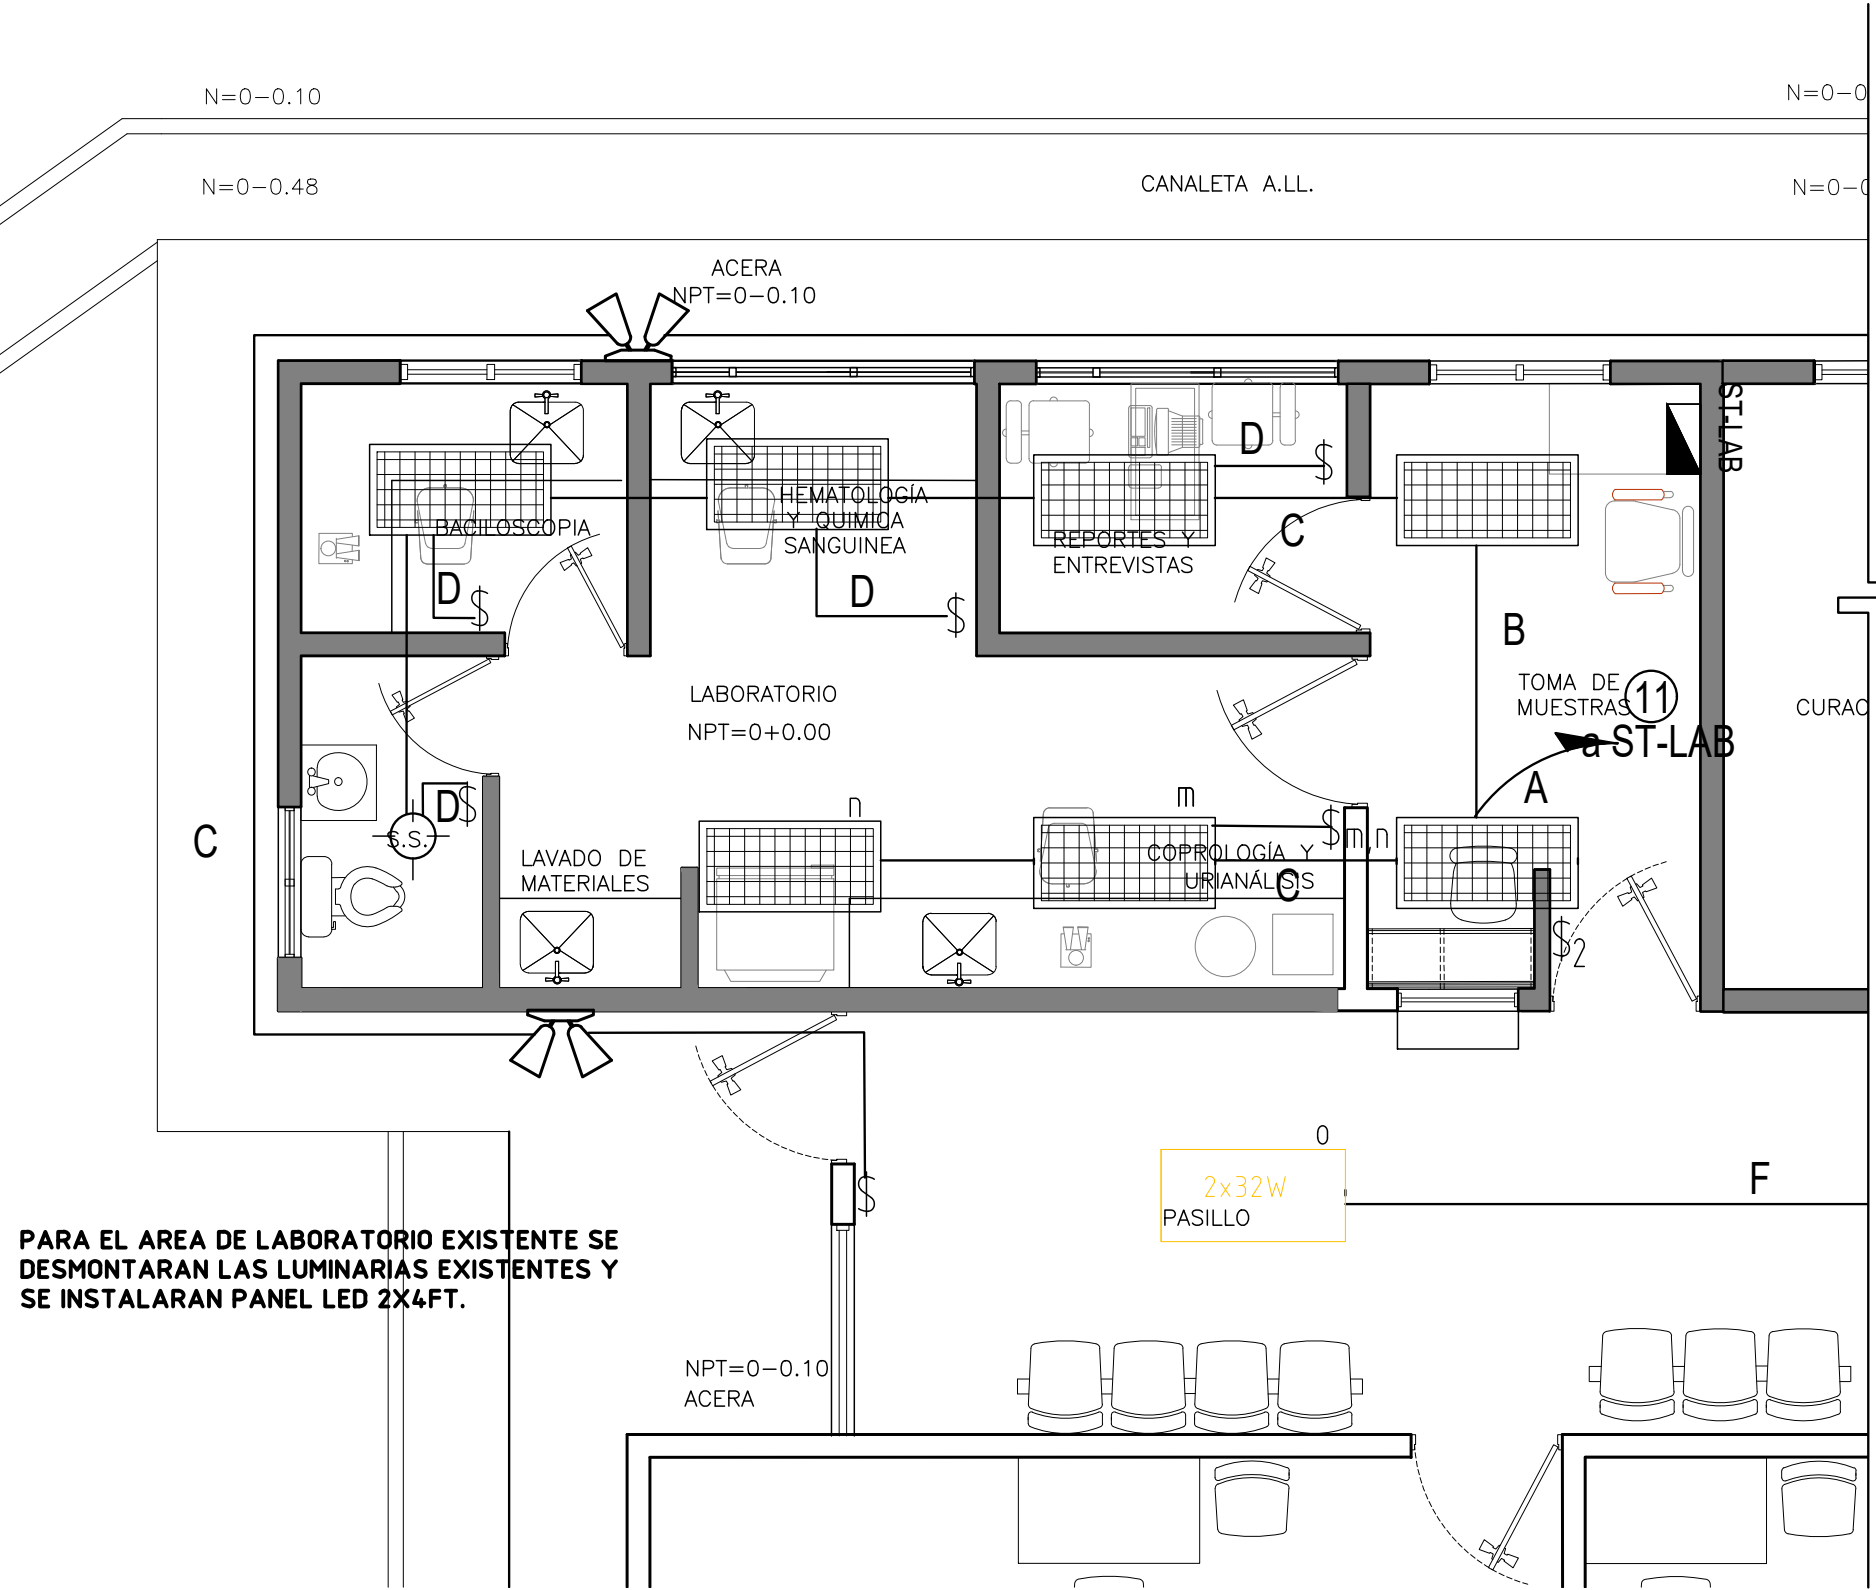 N=0-0.10
N=0-0
N=0-0.48
CANALETA A.LL.
N=0-0
ACERA
NPT=0-0.10
ST-LAB
D
HEMATOLOGÍA
Y QUIMICA
SANGUINEA
BACILOSCOPIA
C
REPORTES Y
ENTREVISTAS
D
$
D
$
D
$
B
LABORATORIO
NPT=0+0.00
TOMA DE
MUESTRAS
11
CURAC
a ST-LAB
A
C
S.S.
D
$
n
m
$
m,n
LAVADO DE
MATERIALES
COPROLOGÍA Y
URIANÁLISIS
C
$2
O
2x32W
PASILLO
F
$
PARA EL AREA DE LABORATORIO EXISTENTE SE
DESMONTARAN LAS LUMINARIAS EXISTENTES Y
SE INSTALARAN PANEL LED 2X4FT.
NPT=0-0.10
ACERA